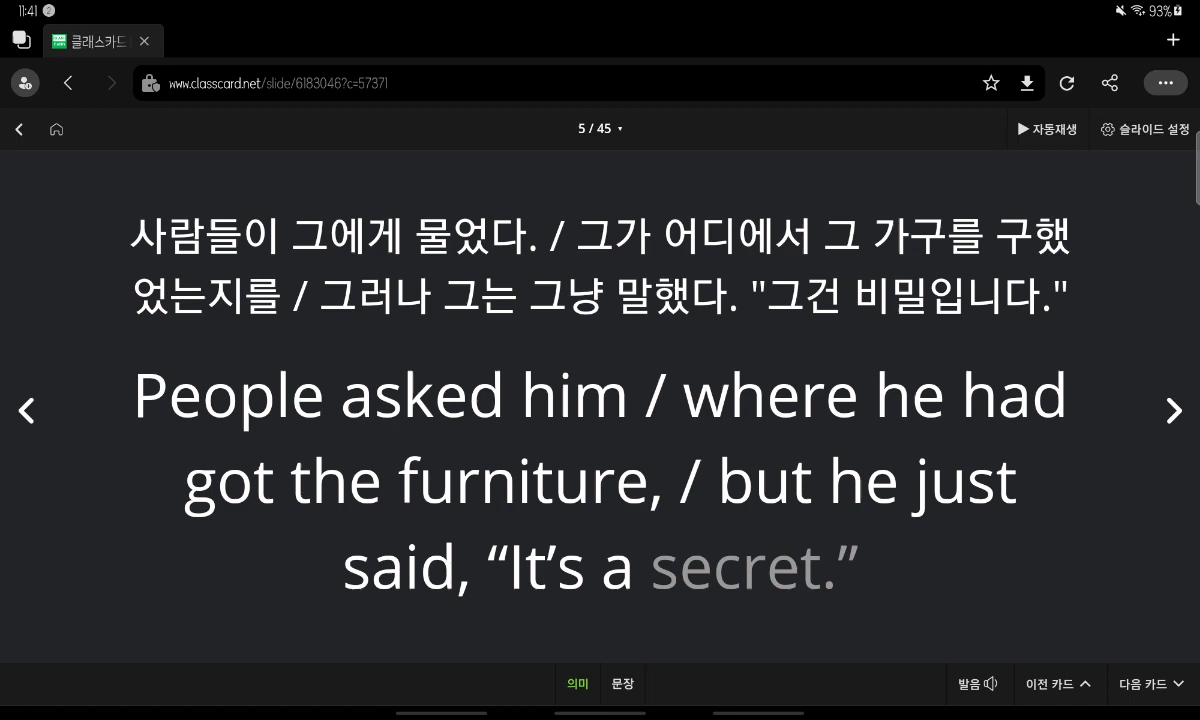 11:41 2 93%
클래스카드
www.classcard.net/slide/6183046?c=57371
5 / 45
자동재생
슬라이드 설정
사람들이 그에게 물었다. / 그가 어디에서 그 가구를 구했
었는지를 / 그러나 그는 그냥 말했다. "그건 비밀입니다."
People asked him / where he had
got the furniture, / but he just
said, “It’s a secret.”
의미 문장 발음 이전 카드 다음 카드